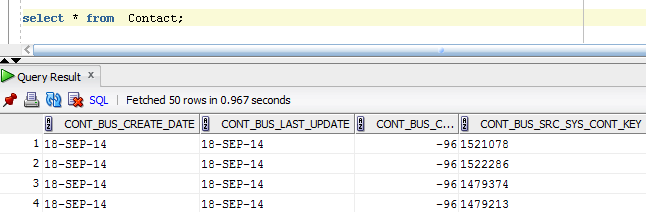 select * from Contact;
Query Result x
SQL | Fetched 50 rows in 0.967 seconds
CONT_BUS_CREATE_DATE CONT_BUS_LAST_UPDATE CONT_BUS_C... CONT_BUS_SRC_SYS_CONT_KEY
1 18-SEP-14 18-SEP-14 -96 1521078
2 18-SEP-14 18-SEP-14 -96 1522286
3 18-SEP-14 18-SEP-14 -96 1479374
4 18-SEP-14 18-SEP-14 -96 1479213